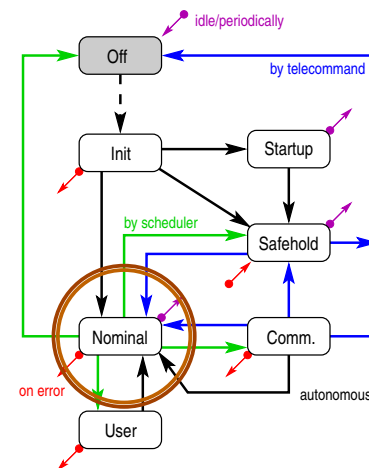 idle/periodically
Off
by telecommand
Init
Startup
by scheduler
Safehold
Nominal
Comm.
on error
autonomous
User